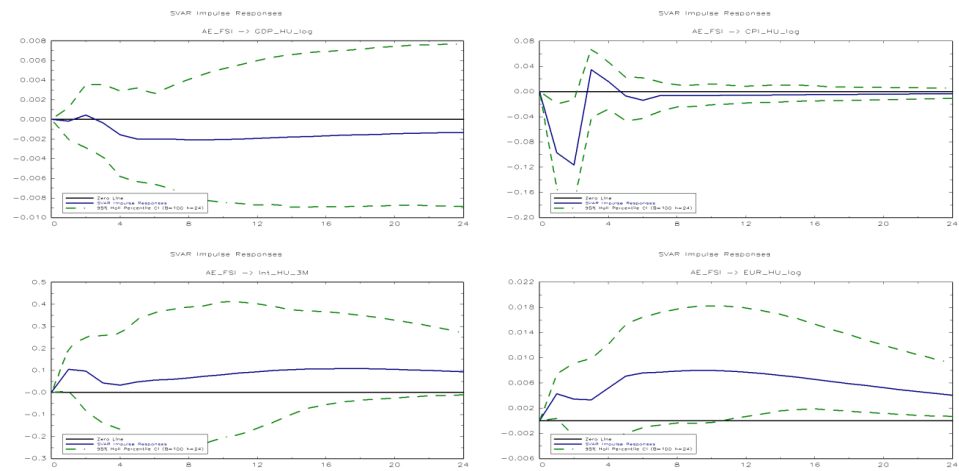 SVAR Impulse Responses
AE_FSI -> GDP_HU_log
0.008
0.006
0.004
0.002
0.000
-0.002
-0.004
-0.006
-0.008
-0.010
Zero Line
SVAR Impulse Responses
95% Hall Percentile CI (B=100 h=24)
0 4 8 12 16 20 24
SVAR Impulse Responses
AE_FSI -> CPI_HU_log
0.08
0.04
0.00
-0.04
-0.08
-0.12
-0.16
-0.20
Zero Line
SVAR Impulse Responses
95% Hall Percentile CI (B=100 h=24)
0 4 8 12 16 20 24
SVAR Impulse Responses
AE_FSI -> Int_HU_3M
0.5
0.4
0.3
0.2
0.1
-0.0
-0.1
-0.2
-0.3
Zero Line
SVAR Impulse Responses
95% Hall Percentile CI (B=100 h=24)
0 4 8 12 16 20 24
SVAR Impulse Responses
AE_FSI -> EUR_HU_log
0.022
0.018
0.014
0.010
0.006
0.002
-0.002
-0.006
Zero Line
SVAR Impulse Responses
95% Hall Percentile CI (B=100 h=24)
0 4 8 12 16 20 24